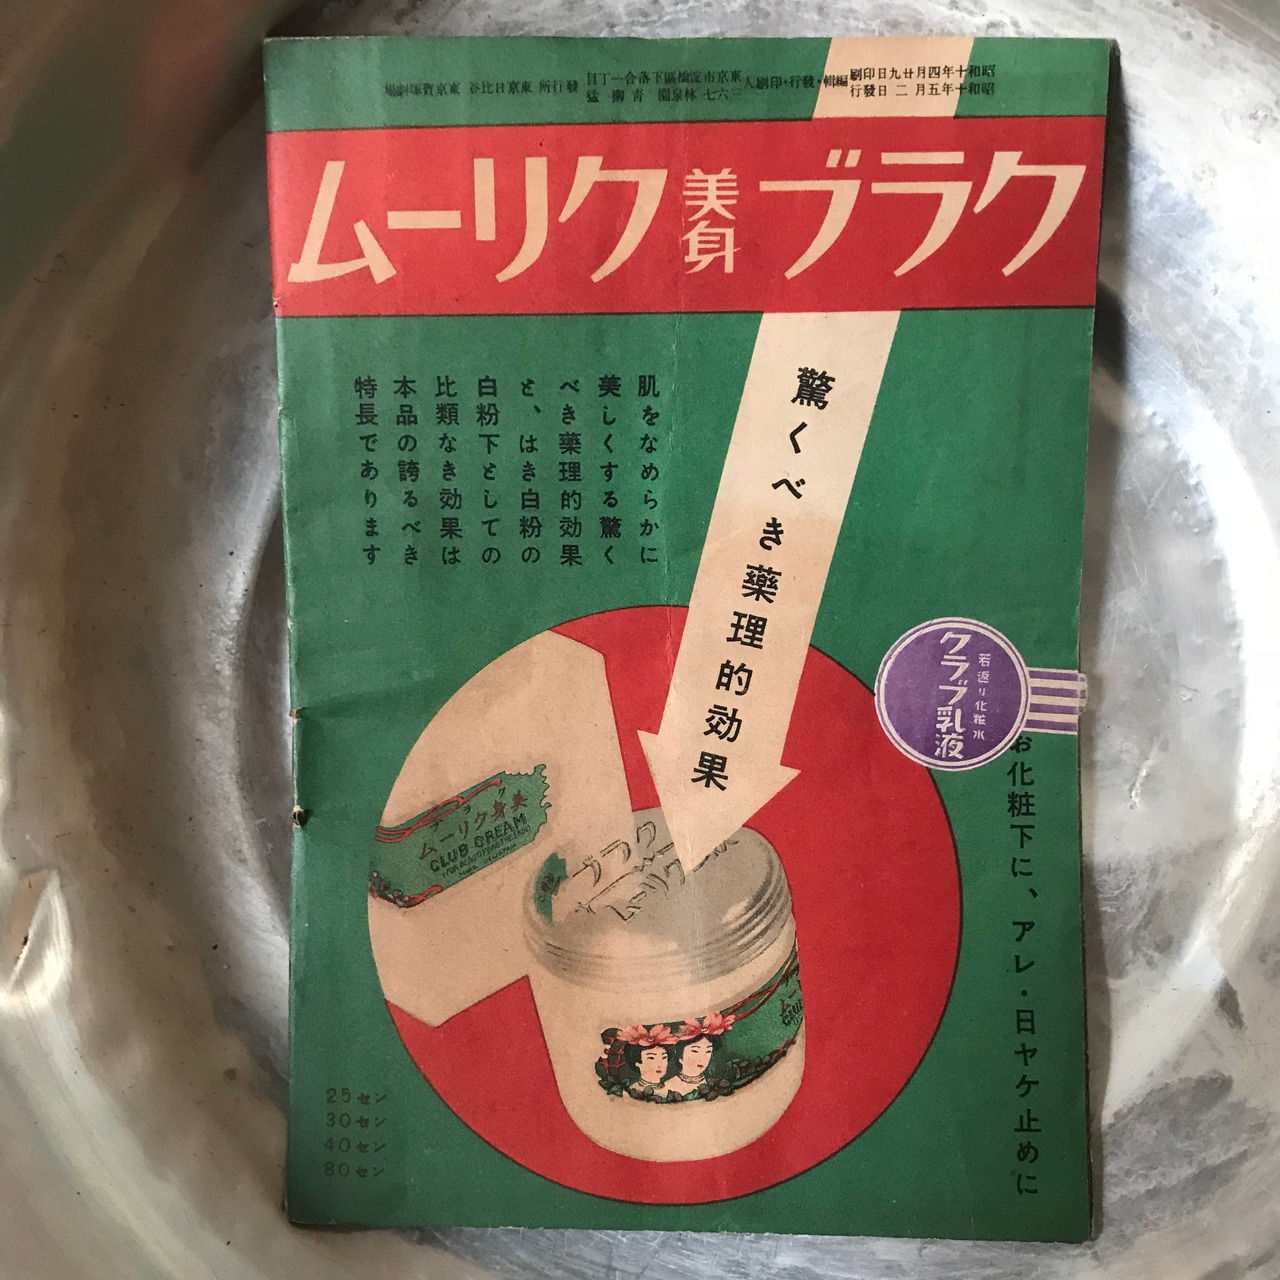 昭和十年四月廿九日印刷
昭和十年五月二日發行
編輯・發行・印刷人
東京市淀橋區下落合一丁目
三六七 林泉園 青柳 猛
發行所 東京日比谷 東京寶塚劇場
クラブ美身クリーム
驚くべき藥理的効果
肌をなめらかに
美しくする驚く
べき藥理的効果
と、はき白粉の
白粉下としての
比類なき効果は
本品の誇るべき
特長であります
若返り化粧水
クラブ乳液
お化粧下に、アレ・日ヤケ止めに
クラブ
美身クリーム
CLUB CREAM
クラブ
25セン
30セン
40セン
80セン